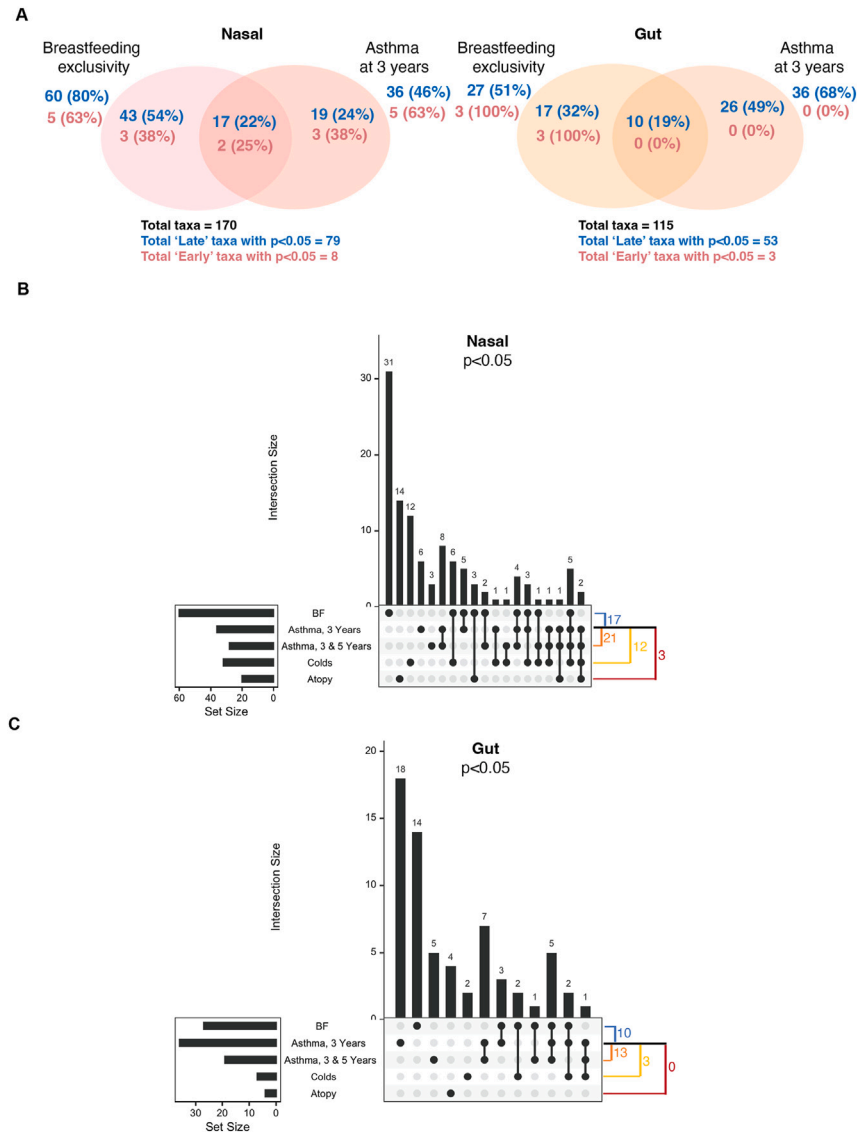 A
Nasal
Gut
Breastfeeding
exclusivity
Asthma
at 3 years
Breastfeeding
exclusivity
Asthma
at 3 years
60 (80%)
5 (63%)
43 (54%)
3 (38%)
17 (22%)
2 (25%)
19 (24%)
3 (38%)
36 (46%)
5 (63%)
27 (51%)
3 (100%)
17 (32%)
3 (100%)
10 (19%)
0 (0%)
26 (49%)
0 (0%)
36 (68%)
0 (0%)
Total taxa = 170
Total 'Late' taxa with p<0.05 = 79
Total 'Early' taxa with p<0.05 = 8
Total taxa = 115
Total 'Late' taxa with p<0.05 = 53
Total 'Early' taxa with p<0.05 = 3
B
Nasal
p<0.05
Intersection Size
30
20
10
0
31
14
12
6
3
8
6
5
3
2
1
1
4
3
1
1
1
5
2
BF
Asthma, 3 Years
Asthma, 3 & 5 Years
Colds
Atopy
60 40 20 0
Set Size
17
21
12
3
C
Gut
p<0.05
Intersection Size
20
15
10
5
0
18
14
5
4
2
7
3
2
1
5
2
1
BF
Asthma, 3 Years
Asthma, 3 & 5 Years
Colds
Atopy
30 20 10 0
Set Size
10
13
3
0